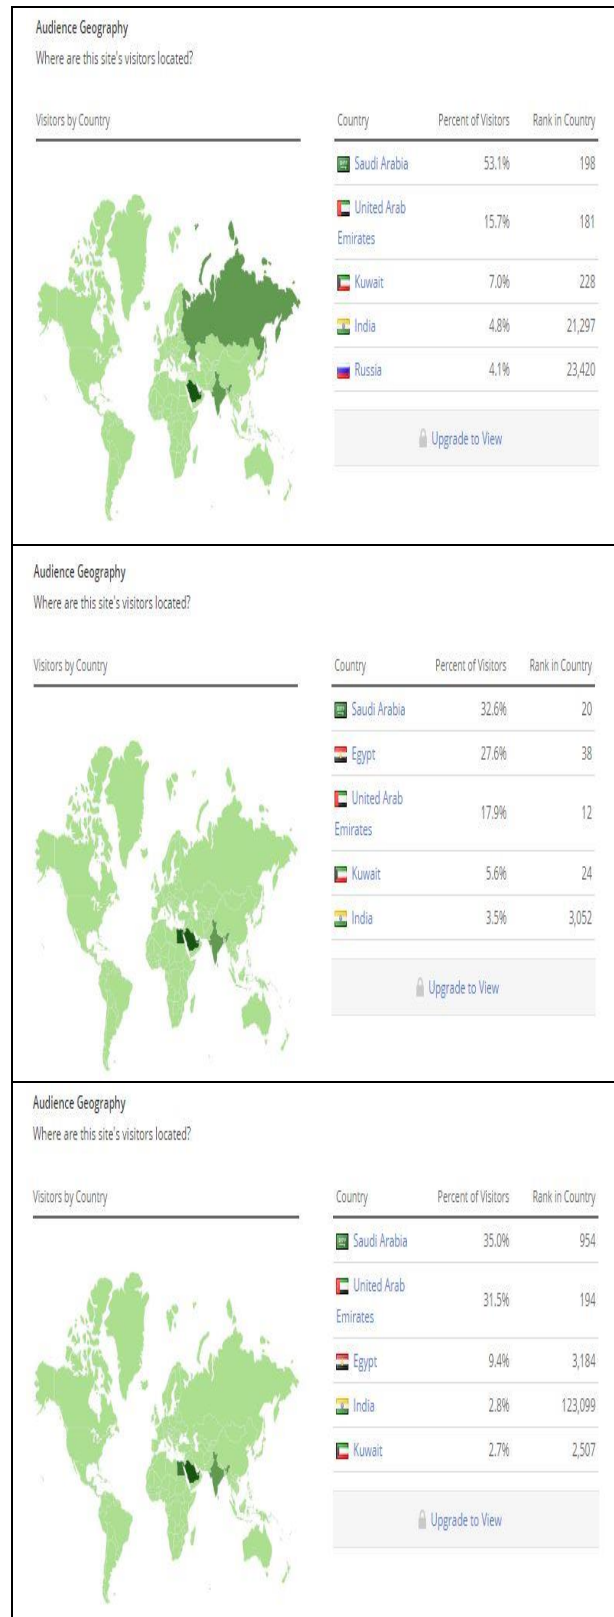 Audience Geography
Where are this site's visitors located?
Visitors by Country
Country Percent of Visitors Rank in Country
Saudi Arabia 53.1% 198
United Arab Emirates 15.7% 181
Kuwait 7.0% 228
India 4.8% 21,297
Russia 4.1% 23,420
Upgrade to View
Audience Geography
Where are this site's visitors located?
Visitors by Country
Country Percent of Visitors Rank in Country
Saudi Arabia 32.6% 20
Egypt 27.6% 38
United Arab Emirates 17.9% 12
Kuwait 5.6% 24
India 3.5% 3,052
Upgrade to View
Audience Geography
Where are this site's visitors located?
Visitors by Country
Country Percent of Visitors Rank in Country
Saudi Arabia 35.0% 954
United Arab Emirates 31.5% 194
Egypt 9.4% 3,184
India 2.8% 123,099
Kuwait 2.7% 2,507
Upgrade to View